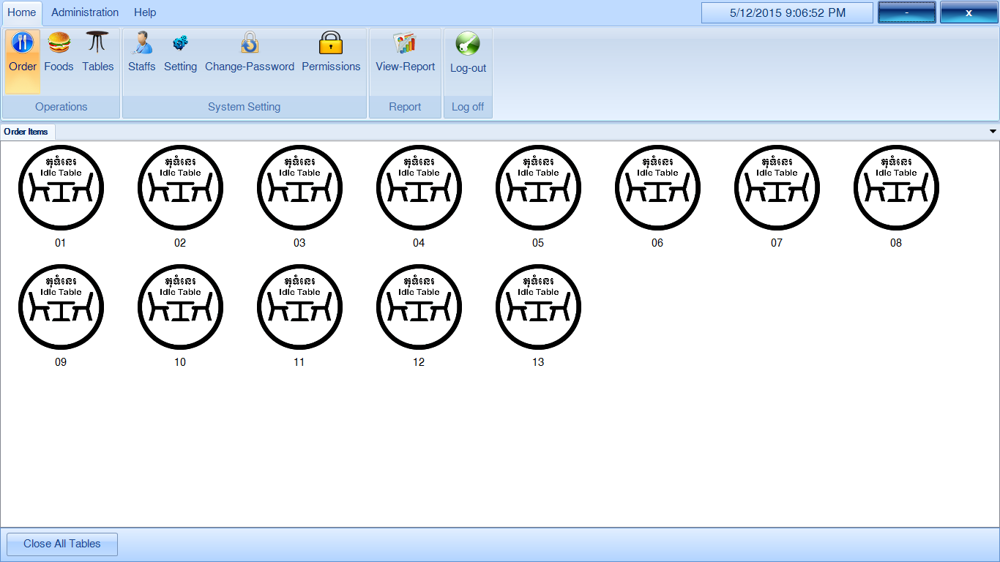 Home Administration Help 5/12/2015 9:06:52 PM - x
Order Foods Tables Staffs Setting Change-Password Permissions View-Report Log-out
Operations System Setting Report Log off
Order Items
តុទំនេរ តុទំនេរ តុទំនេរ តុទំនេរ តុទំនេរ តុទំនេរ តុទំនេរ តុទំនេរ
Idle Table Idle Table Idle Table Idle Table Idle Table Idle Table Idle Table Idle Table
01 02 03 04 05 06 07 08
តុទំនេរ តុទំនេរ តុទំនេរ តុទំនេរ តុទំនេរ
Idle Table Idle Table Idle Table Idle Table Idle Table
09 10 11 12 13
Close All Tables